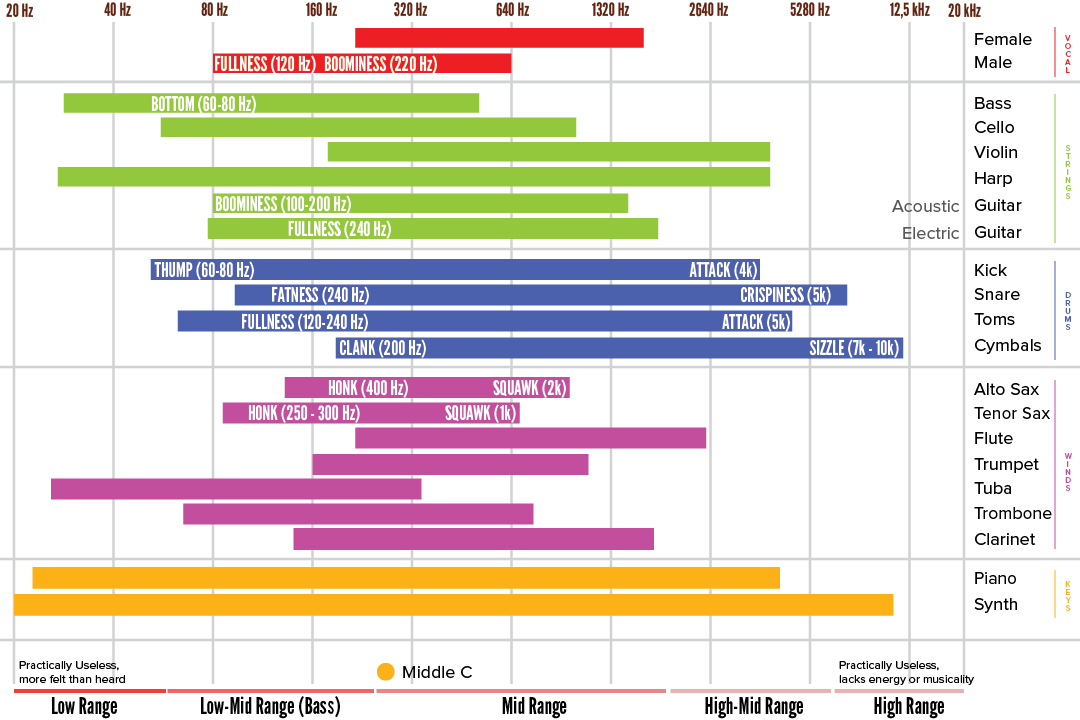 20 Hz 40 Hz 80 Hz 160 Hz 320 Hz 640 Hz 1320 Hz 2640 Hz 5280 Hz 12,5 kHz 20 kHz
Female
FULLNESS (120 Hz) BOOMINESS (220 Hz) Male
VOCAL
BOTTOM (60-80 Hz) Bass
Cello
Violin
Harp
BOOMINESS (100-200 Hz) Acoustic Guitar
FULLNESS (240 Hz) Electric Guitar
STRINGS
THUMP (60-80 Hz) ATTACK (4k) Kick
FATNESS (240 Hz) CRISPINESS (5k) Snare
FULLNESS (120-240 Hz) ATTACK (5k) Toms
CLANK (200 Hz) SIZZLE (7k - 10k) Cymbals
DRUMS
HONK (400 Hz) SQUAWK (2k) Alto Sax
HONK (250 - 300 Hz) SQUAWK (1k) Tenor Sax
Flute
Trumpet
Tuba
Trombone
Clarinet
WINDS
Piano
Synth
KEYS
Practically Useless,
more felt than heard
Middle C
Practically Useless,
lacks energy or musicality
Low Range Low-Mid Range (Bass) Mid Range High-Mid Range High Range